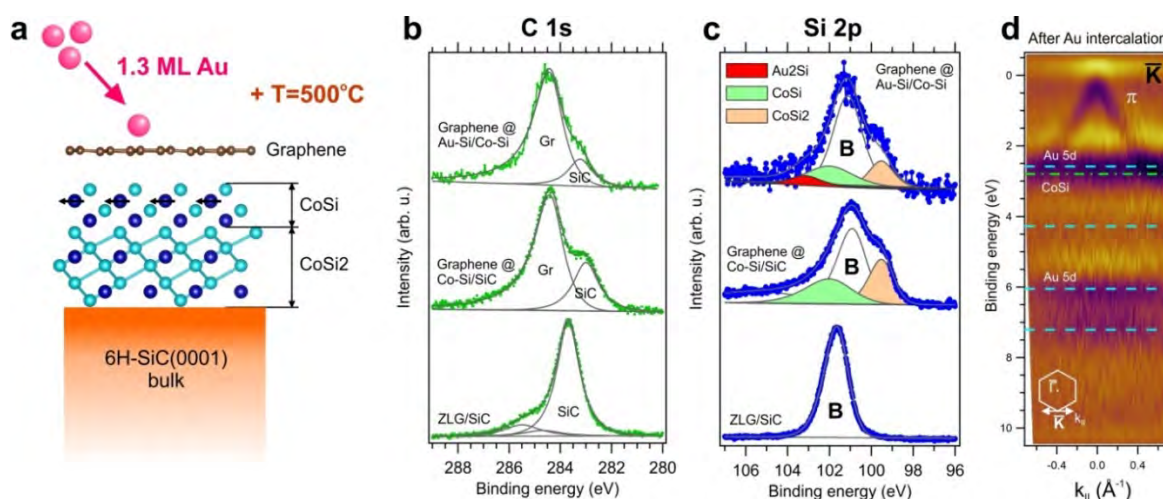 a
1.3 ML Au
+ T=500°C
Graphene
CoSi
CoSi2
6H-SiC(0001)
bulk
b
C 1s
Graphene @
Au-Si/Co-Si
Gr
SiC
Graphene @
Co-Si/SiC
Gr
SiC
ZLG/SiC
SiC
Intensity (arb. u.)
288 286 284 282 280
Binding energy (eV)
c
Si 2p
Au2Si
CoSi
CoSi2
Graphene @
Au-Si/Co-Si
B
Graphene @
Co-Si/SiC
B
ZLG/SiC
B
Intensity (arb. u.)
106 104 102 100 98 96
Binding energy (eV)
d
After Au intercalation
K̅
π
Au 5d
CoSi
Au 5d
Γ̅
K̅
k||
Binding energy (eV)
0
2
4
6
8
10
-0.4 0.0 0.4
k|| (Å⁻¹)